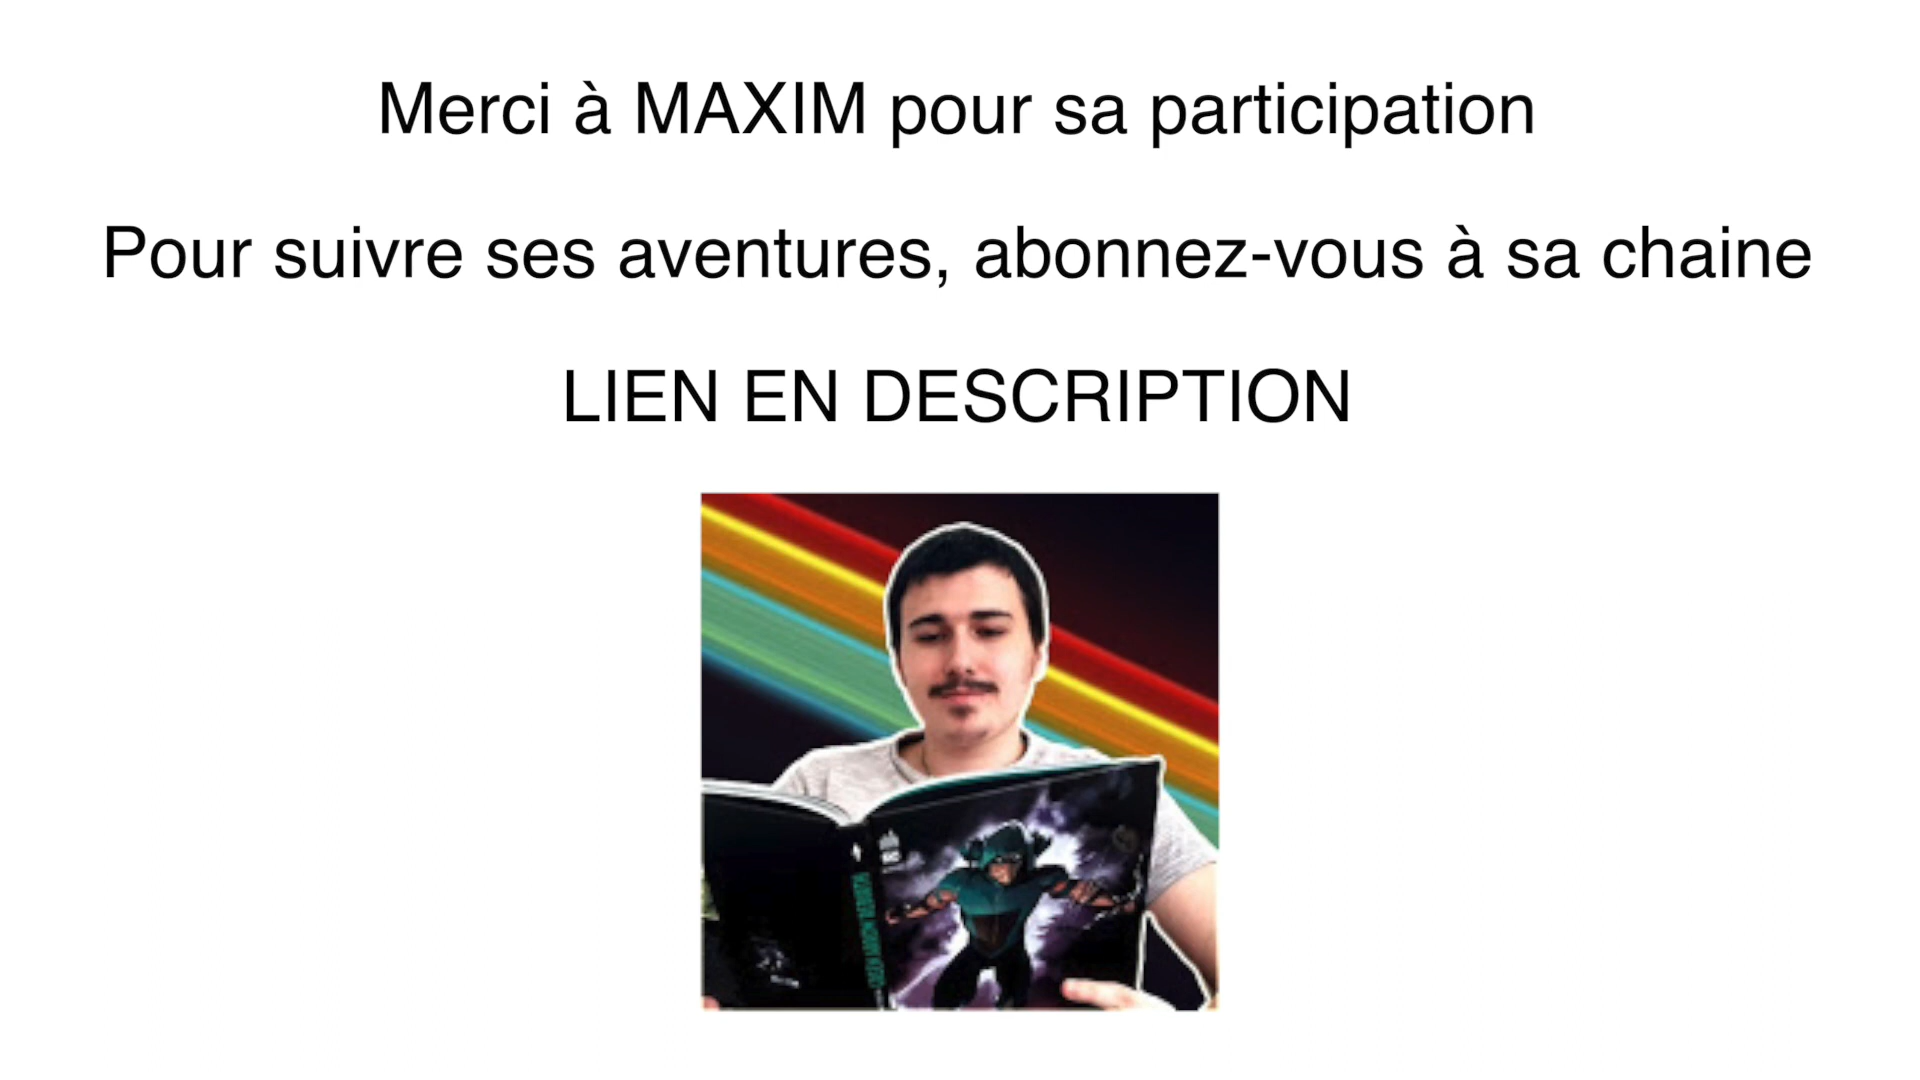 Merci à MAXIM pour sa participation
Pour suivre ses aventures, abonnez-vous à sa chaine
LIEN EN DESCRIPTION